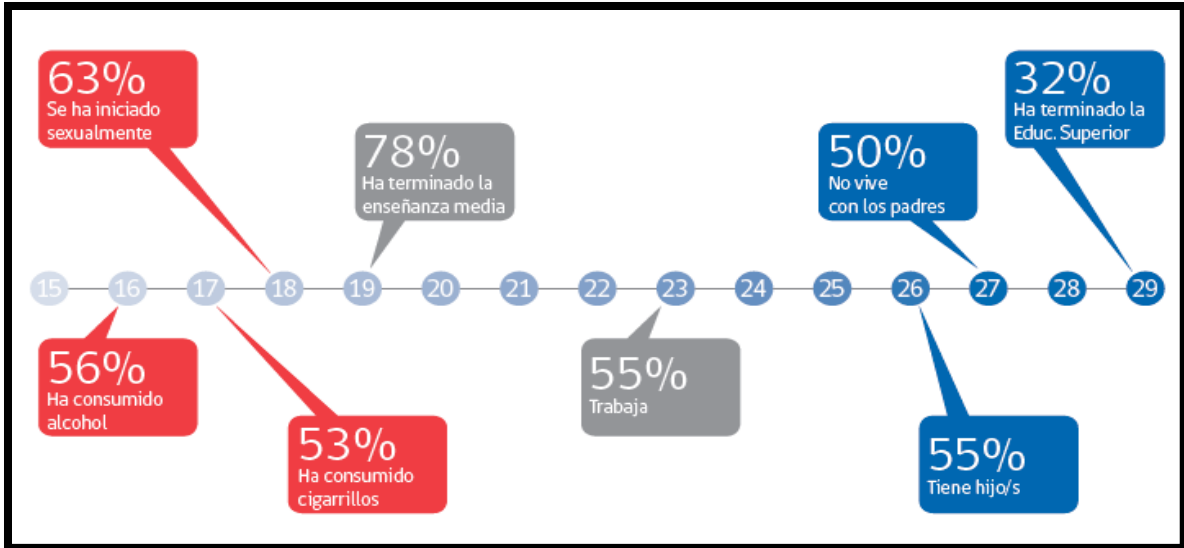 63%
Se ha iniciado
sexualmente
78%
Ha terminado la
enseñanza media
50%
No vive
con los padres
32%
Ha terminado la
Educ. Superior
15 16 17 18 19 20 21 22 23 24 25 26 27 28 29
56%
Ha consumido
alcohol
53%
Ha consumido
cigarrillos
55%
Trabaja
55%
Tiene hijo/s